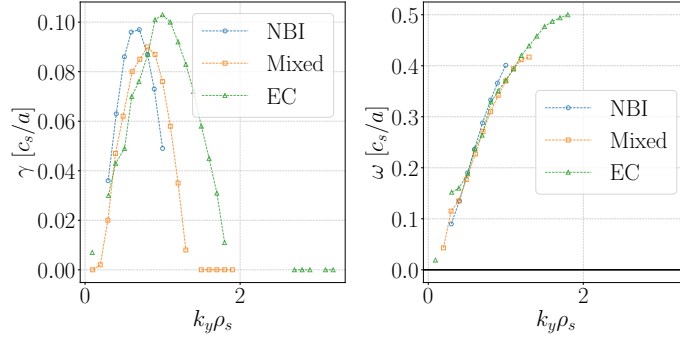 γ [c_s/a]
0.10
0.08
0.06
0.04
0.02
0.00
0
2
k_yρ_s
NBI
Mixed
EC
ω [c_s/a]
0.5
0.4
0.3
0.2
0.1
0.0
0
2
k_yρ_s
NBI
Mixed
EC